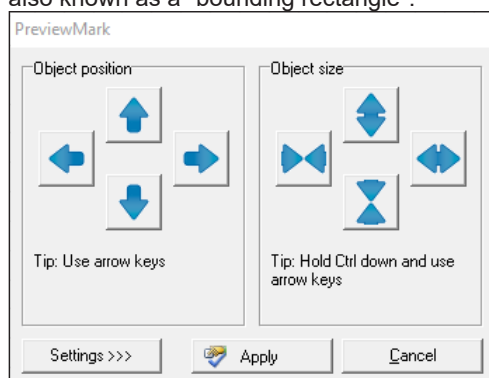 also known as a "bounding rectangle".
PreviewMark
Object position
Object size
Tip: Use arrow keys
Tip: Hold Ctrl down and use
arrow keys
Settings >>>
Apply
Cancel